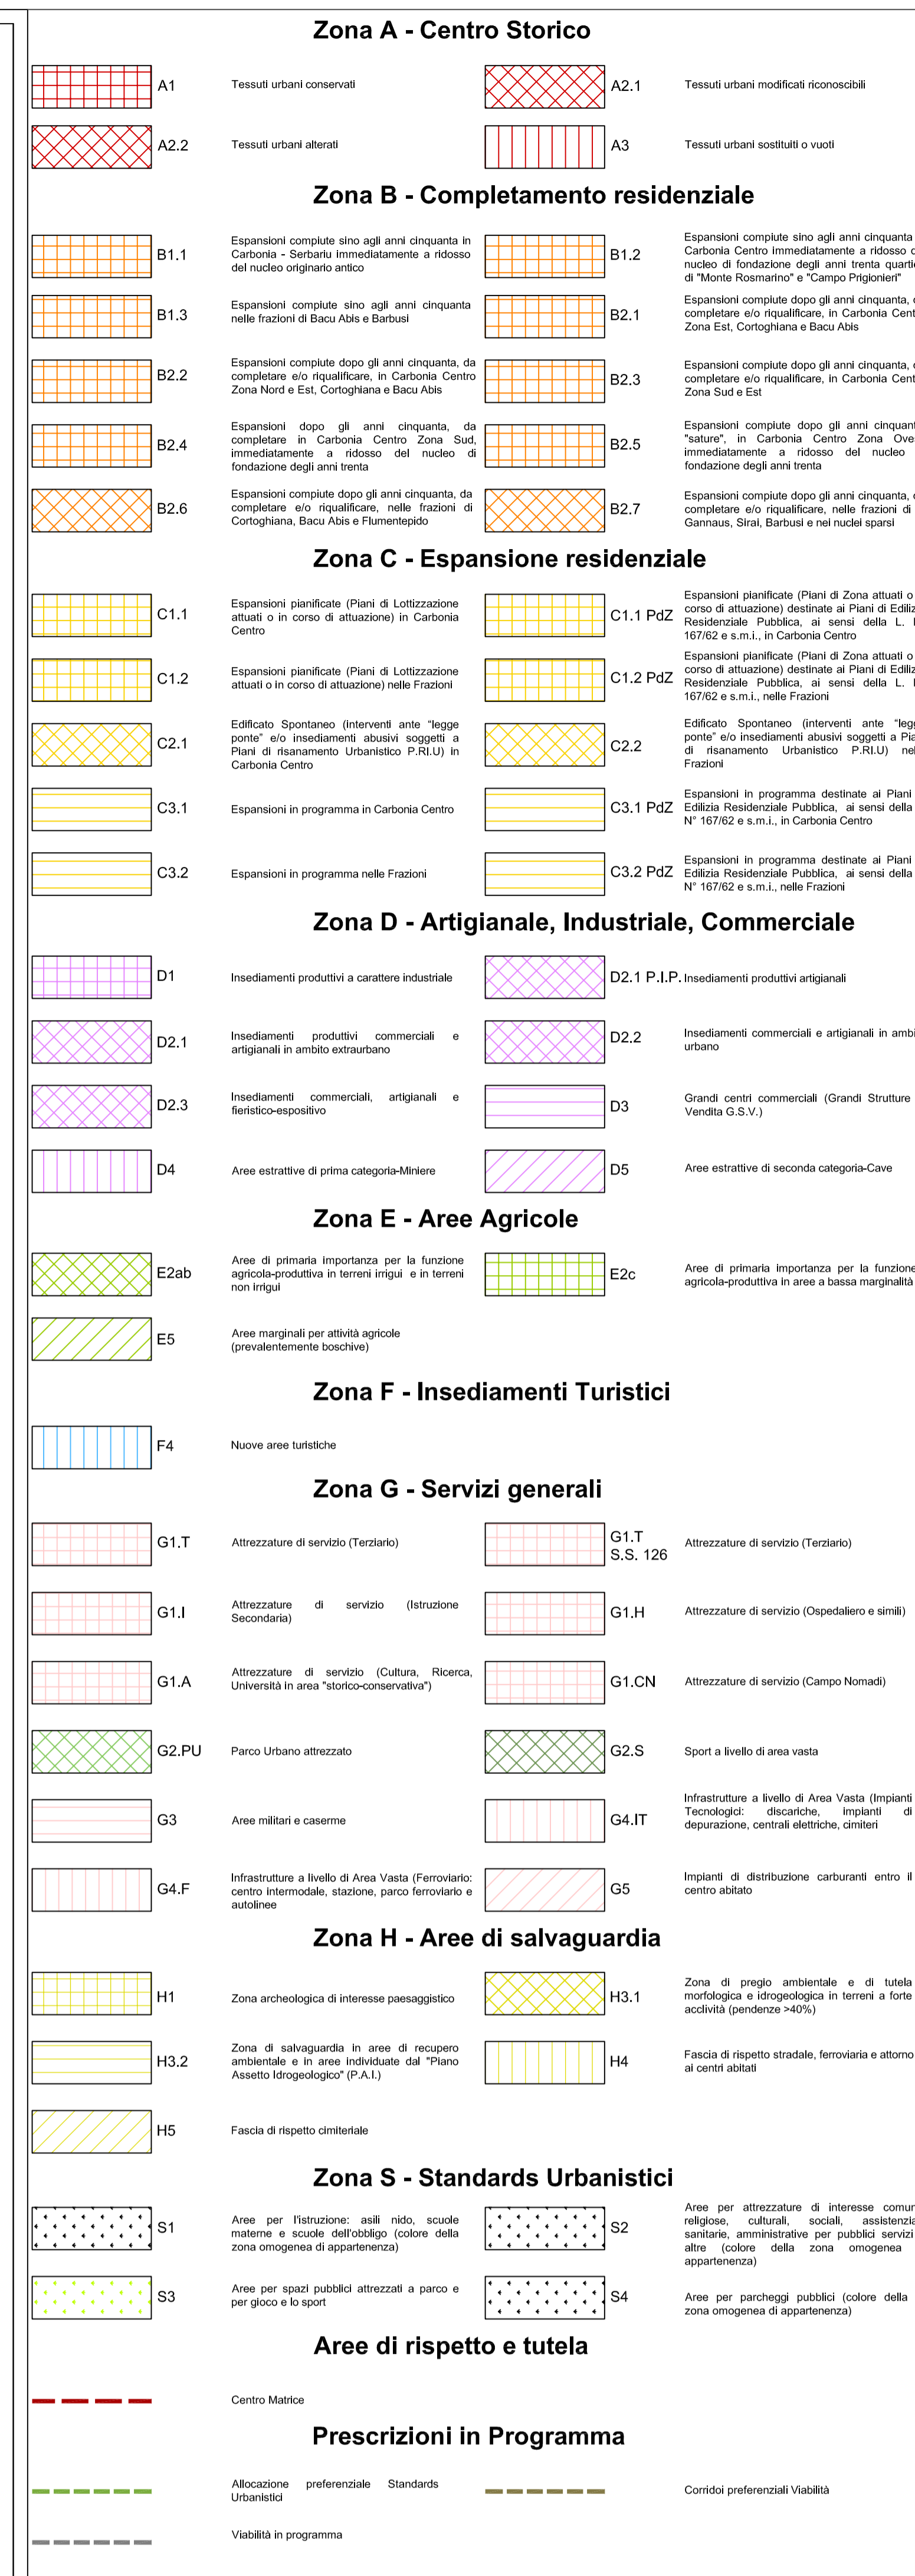 Zona A - Centro Storico
A1
Tessuti urbani conservati
A2.1
Tessuti urbani modificati riconoscibili
A2.2
Tessuti urbani alterati
A3
Tessuti urbani sostituiti o vuoti
Zona B - Completamento residenziale
B1.1
Espansioni compiute sino agli anni cinquanta in
Carbonia - Serbariu immediatamente a ridosso
del nucleo originario antico
B1.2
Espansioni compiute sino agli anni cinquanta
Carbonia Centro immediatamente a ridosso
nucleo di fondazione degli anni trenta
di "Monte Rosmarino" e "Campo Prigionieri"
B1.3
Espansioni compiute sino agli anni cinquanta
nelle frazioni di Bacu Abis e Barbusi
B2.1
Espansioni compiute dopo gli anni cinquanta,
completare e/o riqualificare, in Carbonia
Zona Est, Cortoghiana e Bacu Abis
B2.2
Espansioni compiute dopo gli anni cinquanta, da
completare e/o riqualificare, in Carbonia Centro
Zona Nord e Est, Cortoghiana e Bacu Abis
B2.3
Espansioni compiute dopo gli anni cinquanta,
completare e/o riqualificare, in Carbonia
Zona Sud e Est
B2.4
Espansioni dopo gli anni cinquanta, da
completare in Carbonia Centro Zona Sud,
immediatamente a ridosso del nucleo di
fondazione degli anni trenta
B2.5
Espansioni compiute dopo gli anni
"sature", in Carbonia Centro Zona
immediatamente a ridosso del nucleo
fondazione degli anni trenta
B2.6
Espansioni compiute dopo gli anni cinquanta, da
completare e/o riqualificare, nelle frazioni di
Cortoghiana, Bacu Abis e Flumentepido
B2.7
Espansioni compiute dopo gli anni cinquanta,
completare e/o riqualificare, nelle frazioni di
Gannaus, Sirai, Barbusi e nei nuclei sparsi
Zona C - Espansione residenziale
C1.1
Espansioni pianificate (Piani di Lottizzazione
attuati o in corso di attuazione) in Carbonia
Centro
C1.1 PdZ
Espansioni pianificate (Piani di Zona attuati o
corso di attuazione) destinate ai Piani di
Residenziale Pubblica, ai sensi della L.
167/62 e s.m.i., in Carbonia Centro
C1.2
Espansioni pianificate (Piani di Lottizzazione
attuati o in corso di attuazione) nelle Frazioni
C1.2 PdZ
Espansioni pianificate (Piani di Zona attuati o
corso di attuazione) destinate ai Piani di
Residenziale Pubblica, ai sensi della L.
167/62 e s.m.i., nelle Frazioni
C2.1
Edificato Spontaneo (interventi ante "legge
ponte" e/o insediamenti abusivi soggetti a
Piani di risanamento Urbanistico P.RI.U) in
Carbonia Centro
C2.2
Edificato Spontaneo (interventi ante
ponte" e/o insediamenti abusivi soggetti a
di risanamento Urbanistico P.RI.U)
Frazioni
C3.1
Espansioni in programma in Carbonia Centro
C3.1 PdZ
Espansioni in programma destinate ai Piani
Edilizia Residenziale Pubblica, ai sensi della
N° 167/62 e s.m.i., in Carbonia Centro
C3.2
Espansioni in programma nelle Frazioni
C3.2 PdZ
Espansioni in programma destinate ai Piani
Edilizia Residenziale Pubblica, ai sensi della
N° 167/62 e s.m.i., nelle Frazioni
Zona D - Artigianale, Industriale, Commerciale
D1
Insediamenti produttivi a carattere industriale
D2.1 P.I.P.
Insediamenti produttivi artigianali
D2.1
Insediamenti produttivi commerciali e
artigianali in ambito extraurbano
D2.2
Insediamenti commerciali e artigianali in
urbano
D2.3
Insediamenti commerciali, artigianali e
fieristico-espositivo
D3
Grandi centri commerciali (Grandi Strutture
Vendita G.S.V.)
D4
Aree estrattive di prima categoria-Miniere
D5
Aree estrattive di seconda categoria-Cave
Zona E - Aree Agricole
E2ab
Aree di primaria importanza per la funzione
agricola-produttiva in terreni irrigui e in terreni
non irrigui
E2c
Aree di primaria importanza per la funzione
agricola-produttiva in aree a bassa marginalità
E5
Aree marginali per attività agricole
(prevalentemente boschive)
Zona F - Insediamenti Turistici
F4
Nuove aree turistiche
Zona G - Servizi generali
G1.T
Attrezzature di servizio (Terziario)
G1.T
S.S. 126
Attrezzature di servizio (Terziario)
G1.I
Attrezzature di servizio (Istruzione
Secondaria)
G1.H
Attrezzature di servizio (Ospedaliero e simili)
G1.A
Attrezzature di servizio (Cultura, Ricerca,
Università in area "storico-conservativa")
G1.CN
Attrezzature di servizio (Campo Nomadi)
G2.PU
Parco Urbano attrezzato
G2.S
Sport a livello di area vasta
G3
Aree militari e caserme
G4.IT
Infrastrutture a livello di Area Vasta (Impianti
Tecnologici: discariche, impianti di
depurazione, centrali elettriche, cimiteri
G4.F
Infrastrutture a livello di Area Vasta (Ferroviario:
centro intermodale, stazione, parco ferroviario e
autolinee
G5
Impianti di distribuzione carburanti entro il
centro abitato
Zona H - Aree di salvaguardia
H1
Zona archeologica di interesse paesaggistico
H3.1
Zona di pregio ambientale e di tutela
morfologica e idrogeologica in terreni a forte
acclività (pendenze >40%)
H3.2
Zona di salvaguardia in aree di recupero
ambientale e in aree individuate dal "Piano
Assetto Idrogeologico" (P.A.I.)
H4
Fascia di rispetto stradale, ferroviaria e attorno
ai centri abitati
H5
Fascia di rispetto cimiteriale
Zona S - Standards Urbanistici
S1
Aree per l'istruzione: asili nido, scuole
materne e scuole dell'obbligo (colore della
zona omogenea di appartenenza)
S2
Aree per attrezzature di interesse
religiose, culturali, sociali,
sanitarie, amministrative per pubblici servizi
altre (colore della zona omogenea
appartenenza)
S3
Aree per spazi pubblici attrezzati a parco e
per gioco e lo sport
S4
Aree per parcheggi pubblici (colore della
zona omogenea di appartenenza)
Aree di rispetto e tutela
Centro Matrice
Prescrizioni in Programma
Allocazione preferenziale Standards
Urbanistici
Corridoi preferenziali Viabilità
Viabilità in programma